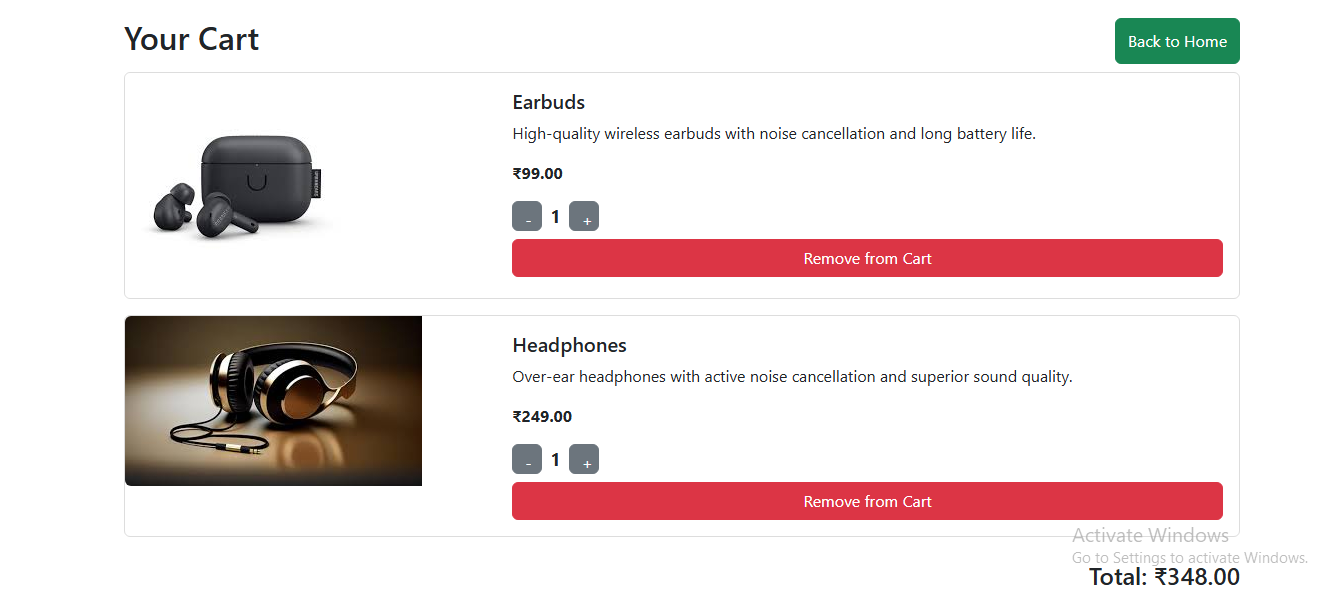 Your Cart
Back to Home
Earbuds
High-quality wireless earbuds with noise cancellation and long battery life.
₹99.00
- 1 +
Remove from Cart
Headphones
Over-ear headphones with active noise cancellation and superior sound quality.
₹249.00
- 1 +
Remove from Cart
Activate Windows
Go to Settings to activate Windows.
Total: ₹348.00